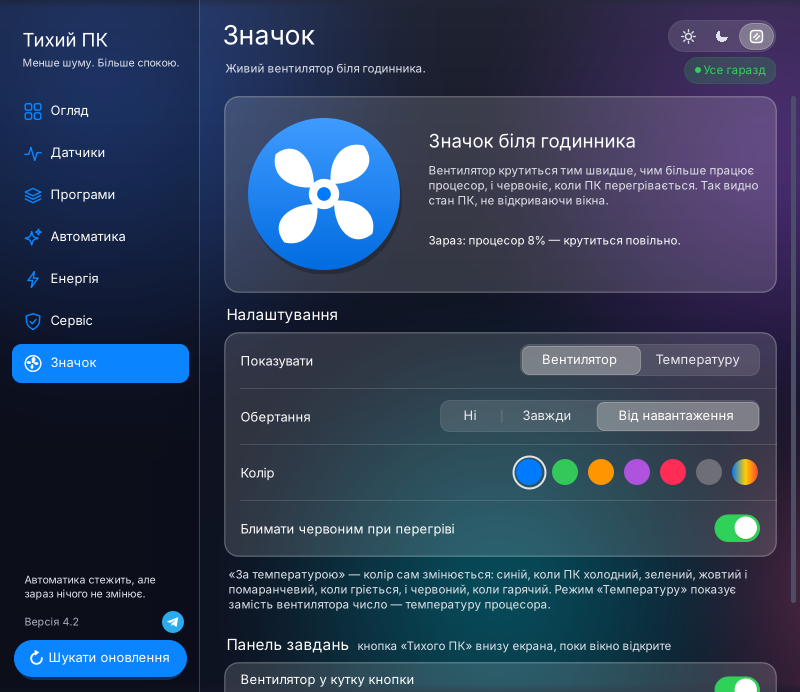 Тихий ПК
Менше шуму. Більше спокою.
Огляд
Датчики
Програми
Автоматика
Енергія
Сервіс
Значок
Автоматика стежить, але
зараз нічого не змінює.
Версія 4.2
Шукати оновлення
Значок
Живий вентилятор біля годинника.
Усе гаразд
Значок біля годинника
Вентилятор крутиться тим швидше, чим більше працює
процесор, і червоніє, коли ПК перегрівається. Так видно
стан ПК, не відкриваючи вікна.
Зараз: процесор 8% — крутиться повільно.
Налаштування
Показувати
Вентилятор
Температуру
Обертання
Ні
Завжди
Від навантаження
Колір
Блимати червоним при перегріві
«За температурою» — колір сам змінюється: синій, коли ПК холодний, зелений, жовтий і
помаранчевий, коли гріється, і червоний, коли гарячий. Режим «Температуру» показує
замість вентилятора число — температуру процесора.
Панель завдань кнопка «Тихого ПК» внизу екрана, поки вікно відкрите
Вентилятор у кутку кнопки